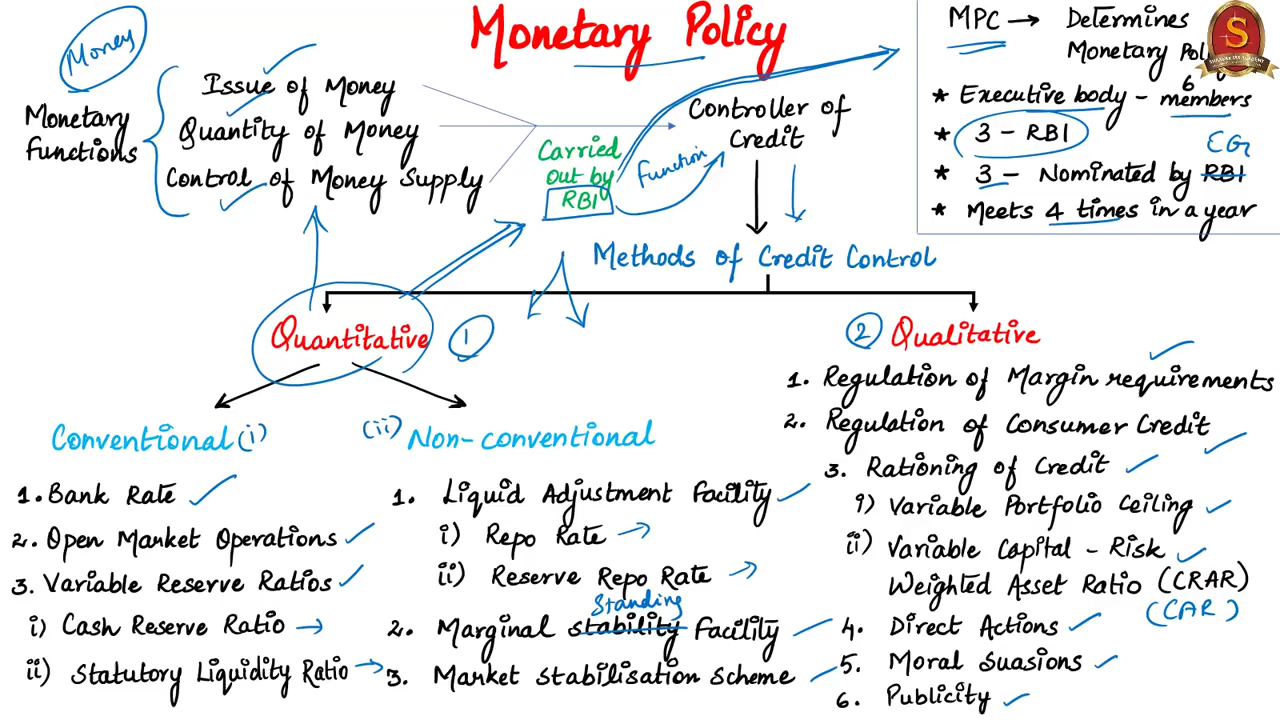 Monetary Policy
Money
Monetary
Functions
Issue of Money
Quantity of Money
Control of Money Supply
Carried
out by
RBI
Function
Controller of
Credit
MPC → Determines
Monetary
* Executive body - 6 members
* 3 - RBI
* 3 - Nominated by RBI CG
* Meets 4 times in a year
S
Methods of Credit Control
Quantitative
1
2 Qualitative
Conventional (i)
1. Bank Rate
2. Open Market Operations
3. Variable Reserve Ratios
i) Cash Reserve Ratio →
ii) Statutory Liquidity Ratio →
(ii) Non-conventional
1. Liquid Adjustment Facility
i) Repo Rate →
ii) Reserve Repo Rate →
Standing
2. Marginal stability Facility
3. Market Stabilisation Scheme
1. Regulation of Margin requirements
2. Regulation of Consumer Credit
3. Rationing of Credit
i) Variable Portfolio Ceiling
ii) Variable Capital - Risk
Weighted Asset Ratio (CRAR)
(CAR)
4. Direct Actions
5. Moral Suasions
6. Publicity